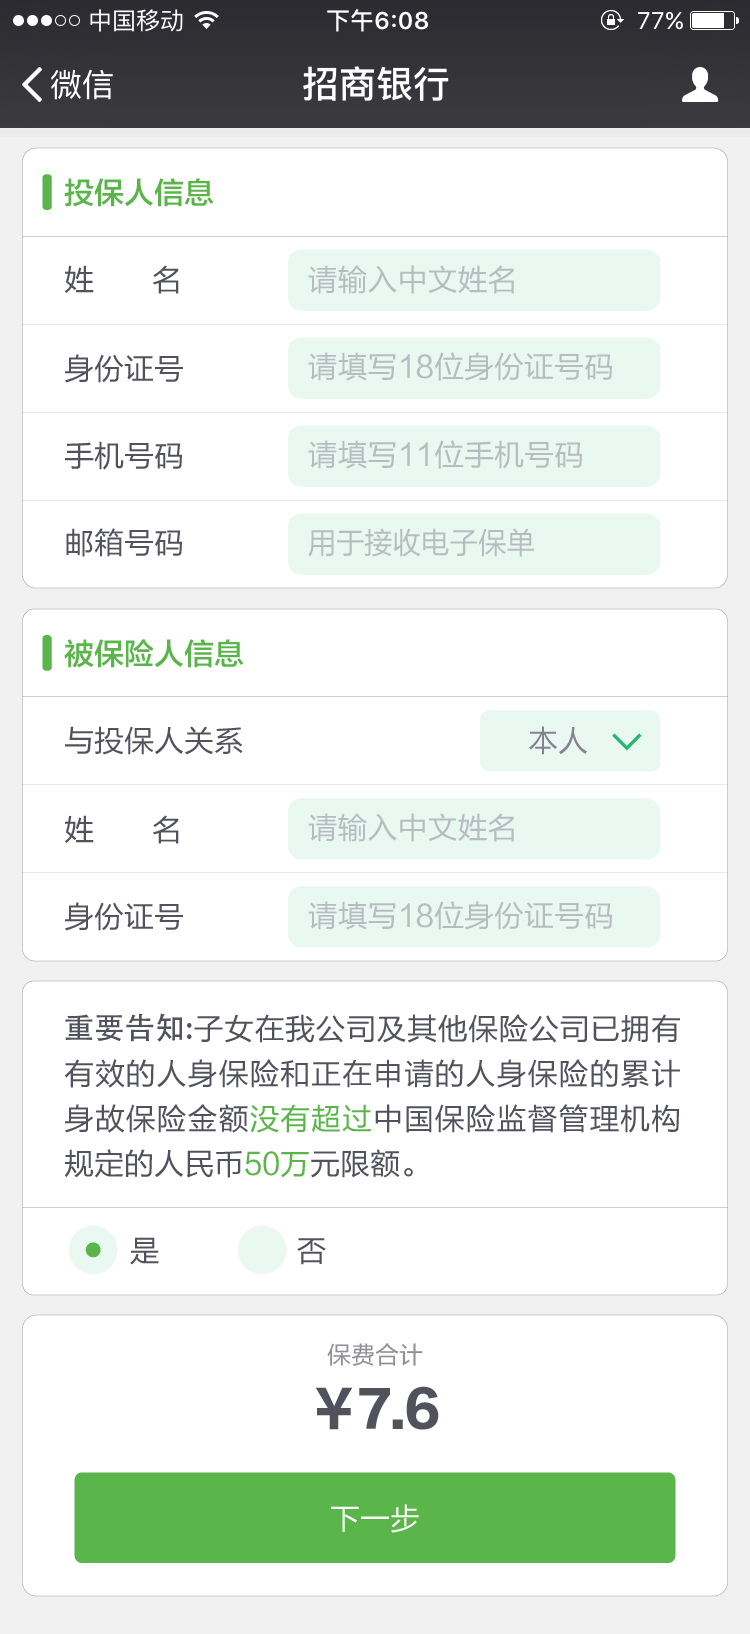 中国移动 下午6:08 77%
微信 招商银行
投保人信息
姓 名 请输入中文姓名
身份证号 请填写18位身份证号码
手机号码 请填写11位手机号码
邮箱号码 用于接收电子保单
被保险人信息
与投保人关系 本人
姓 名 请输入中文姓名
身份证号 请填写18位身份证号码
重要告知:子女在我公司及其他保险公司已拥有
有效的人身保险和正在申请的人身保险的累计
身故保险金额没有超过中国保险监督管理机构
规定的人民币50万元限额。
是 否
保费合计
¥7.6
下一步